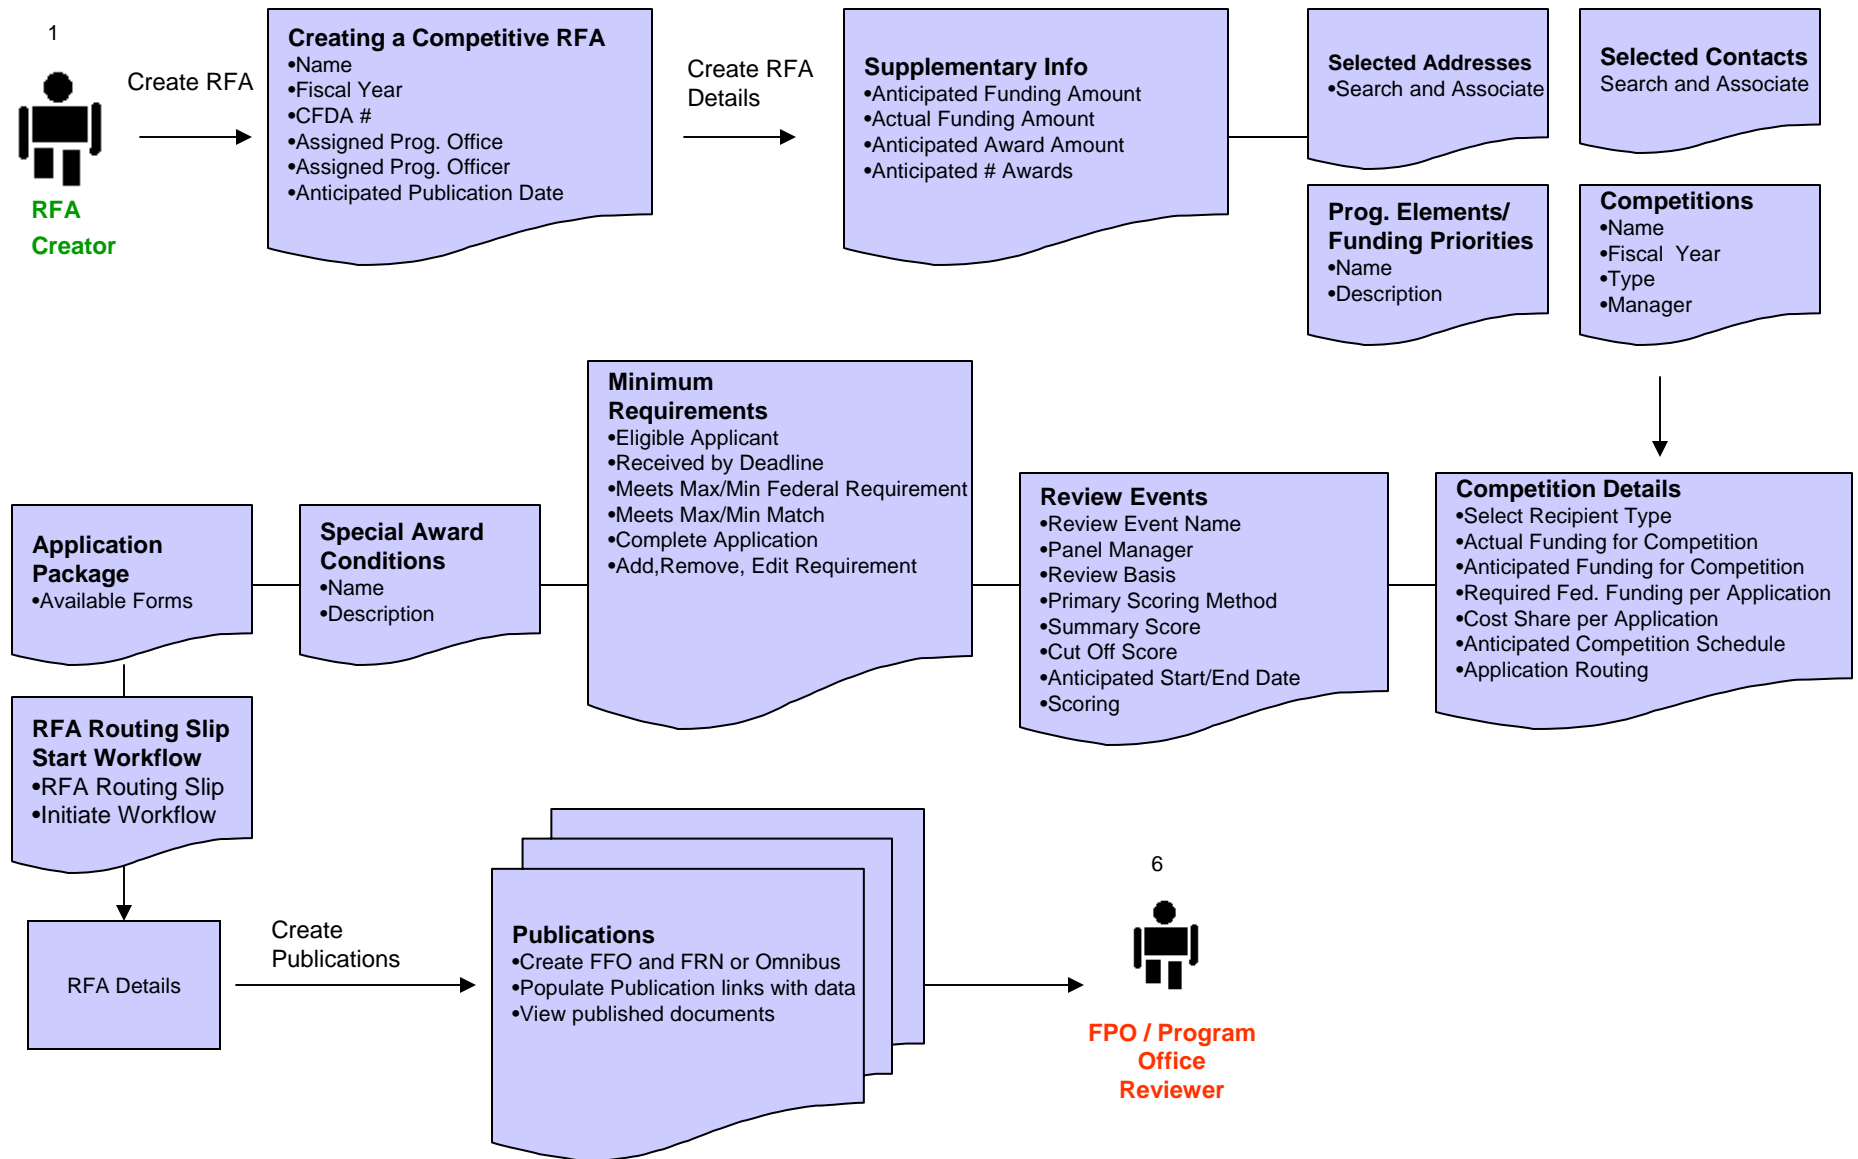 1
RFA
Creator
Create RFA
Creating a Competitive RFA
•Name
•Fiscal Year
•CFDA #
•Assigned Prog. Office
•Assigned Prog. Officer
•Anticipated Publication Date
Create RFA
Details
Supplementary Info
•Anticipated Funding Amount
•Actual Funding Amount
•Anticipated Award Amount
•Anticipated # Awards
Selected Addresses
•Search and Associate
Selected Contacts
Search and Associate
Prog. Elements/
Funding Priorities
•Name
•Description
Competitions
•Name
•Fiscal  Year
•Type
•Manager
Competition Details
•Select Recipient Type
•Actual Funding for Competition
•Anticipated Funding for Competition
•Required Fed. Funding per Application
•Cost Share per Application
•Anticipated Competition Schedule
•Application Routing
Review Events
•Review Event Name
•Panel Manager
•Review Basis
•Primary Scoring Method
•Summary Score
•Cut Off Score
•Anticipated Start/End Date
•Scoring
Minimum
Requirements
•Eligible Applicant
•Received by Deadline
•Meets Max/Min Federal Requirement
•Meets Max/Min Match
•Complete Application
•Add,Remove, Edit Requirement
Special Award
Conditions
•Name
•Description
Application
Package
•Available Forms
RFA Routing Slip
Start Workflow
•RFA Routing Slip
•Initiate Workflow
RFA Details
Create
Publications
Publications
•Create FFO and FRN or Omnibus
•Populate Publication links with data
•View published documents
6
FPO / Program
Office
Reviewer